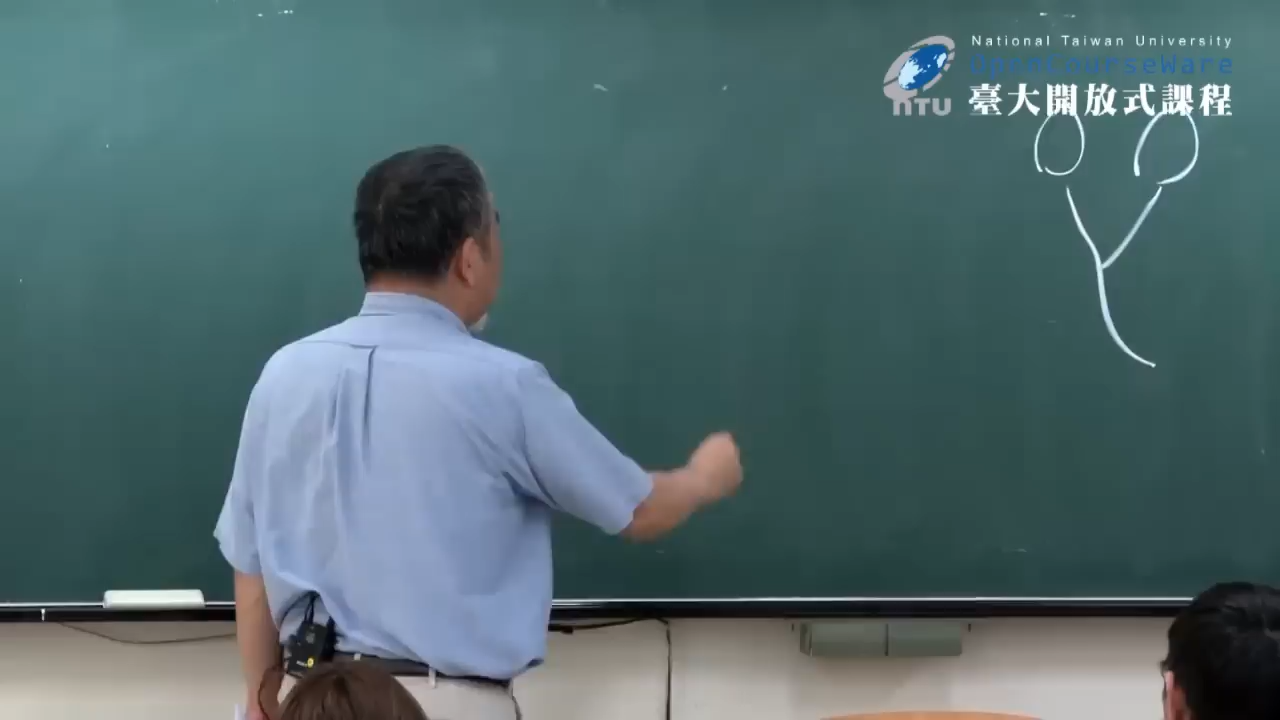 National Taiwan University
OpenCourseWare
NTU
臺大開放式課程